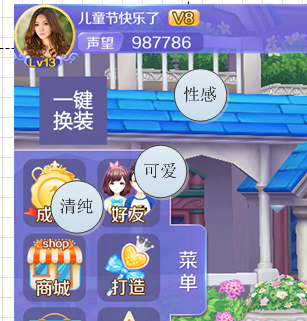 儿童节快乐了 V8
Lv13
声望 987786
一键
换装
性感
可爱
清纯
成
好友
shop
商城
打造
菜单